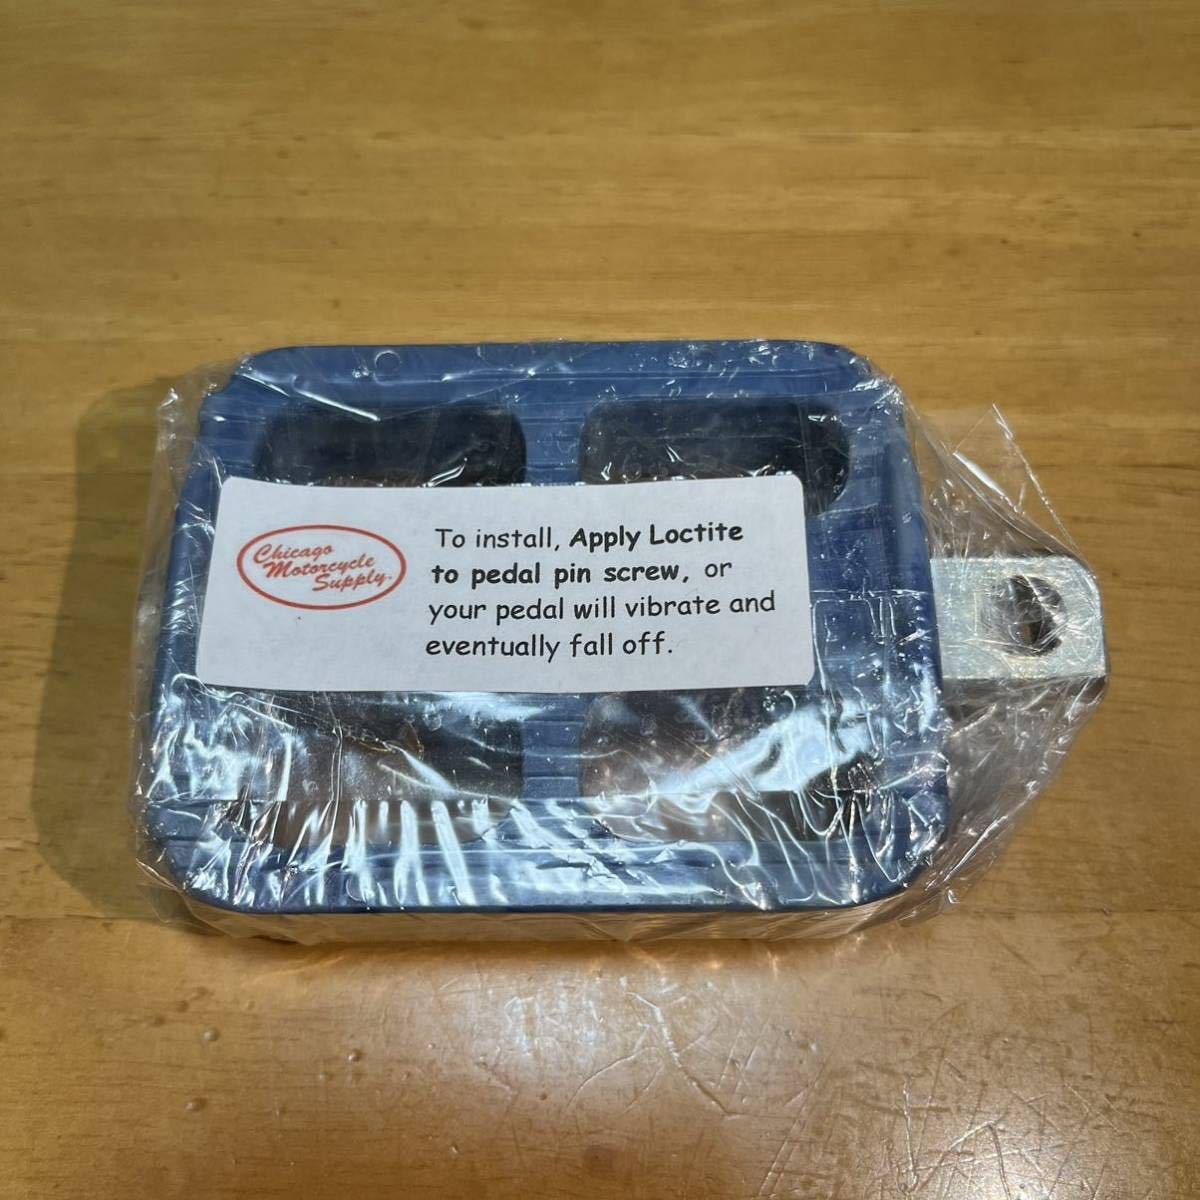 Chicago
Motorcycle
Supply.
To install, Apply Loctite
to pedal pin screw, or
your pedal will vibrate and
eventually fall off.